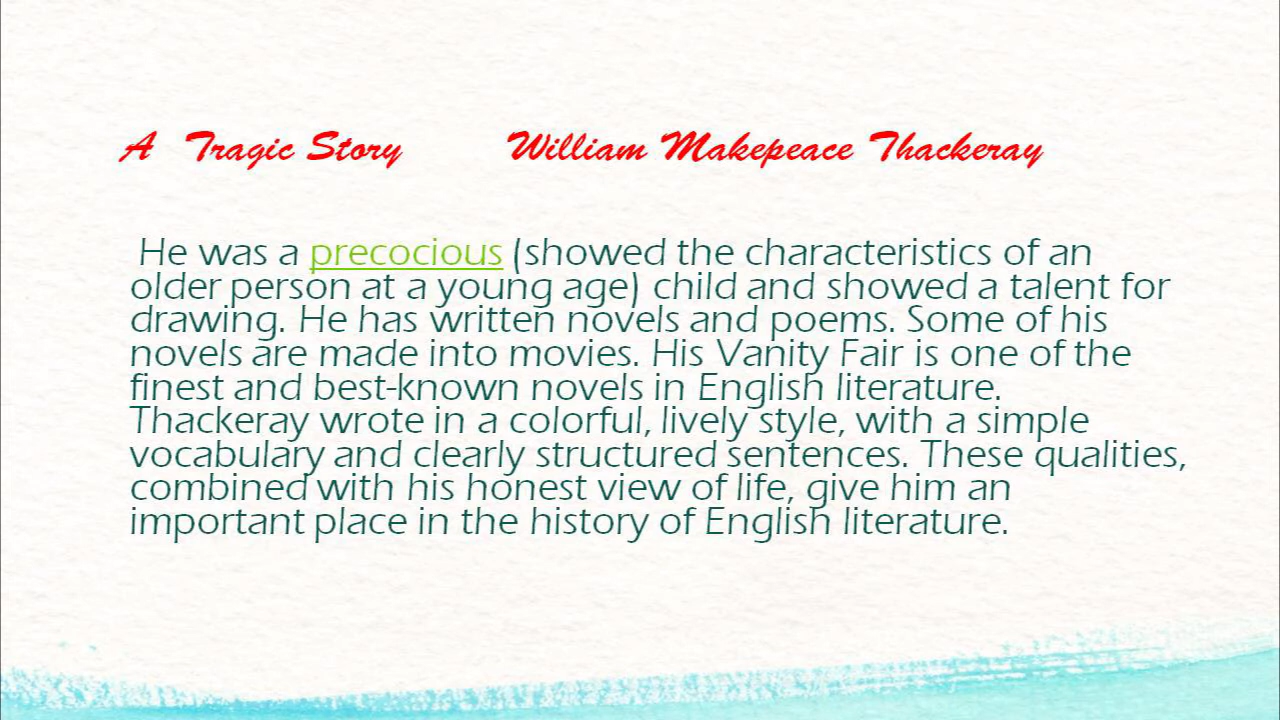 A Tragic Story William Makepeace Thackeray
He was a precocious (showed the characteristics of an
older person at a young age) child and showed a talent for
drawing. He has written novels and poems. Some of his
novels are made into movies. His Vanity Fair is one of the
finest and best-known novels in English literature.
Thackeray wrote in a colorful, lively style, with a simple
vocabulary and clearly structured sentences. These qualities,
combined with his honest view of life, give him an
important place in the history of English literature.